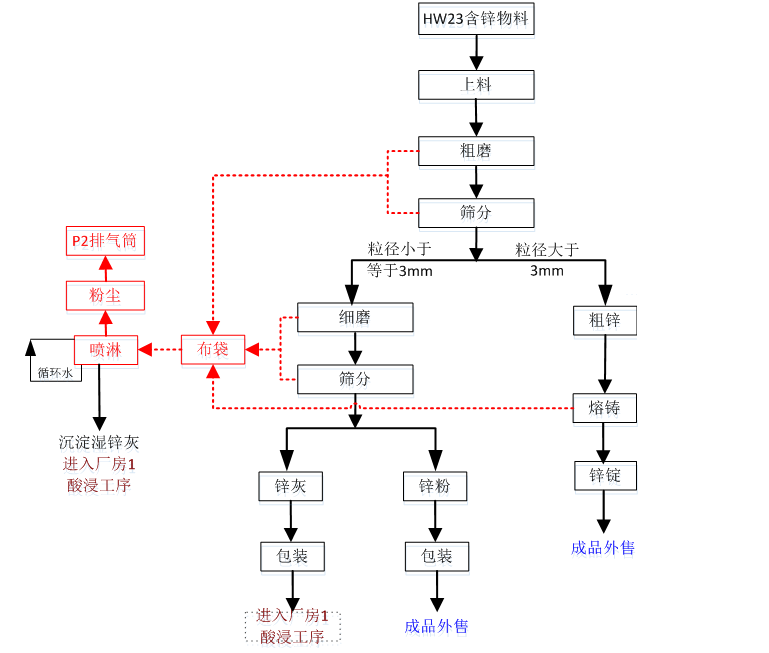 HW23含锌物料
上料
粗磨
筛分
粒径小于
等于3mm
粒径大于
3mm
P2排气筒
粉尘
喷淋
循环水
布袋
细磨
筛分
粗锌
熔铸
锌锭
成品外售
沉淀湿锌灰
进入厂房1
酸浸工序
锌灰
锌粉
包装
包装
进入厂房1
酸浸工序
成品外售